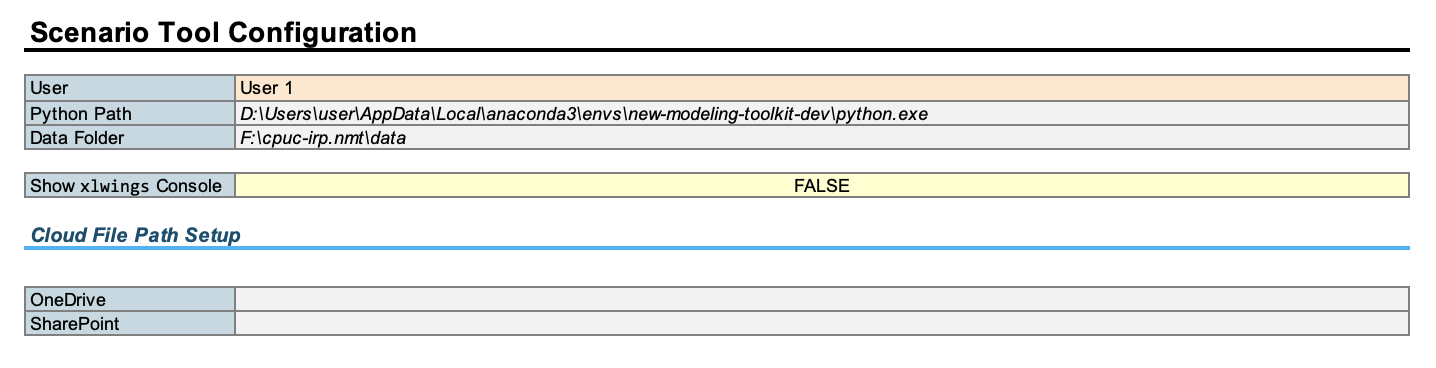 Scenario Tool Configuration
User User 1
Python Path D:\Users\user\AppData\Local\anaconda3\envs\new-modeling-toolkit-dev\python.exe
Data Folder F:\cpuc-irp.nmt\data
Show xlwings Console FALSE
Cloud File Path Setup
OneDrive
SharePoint